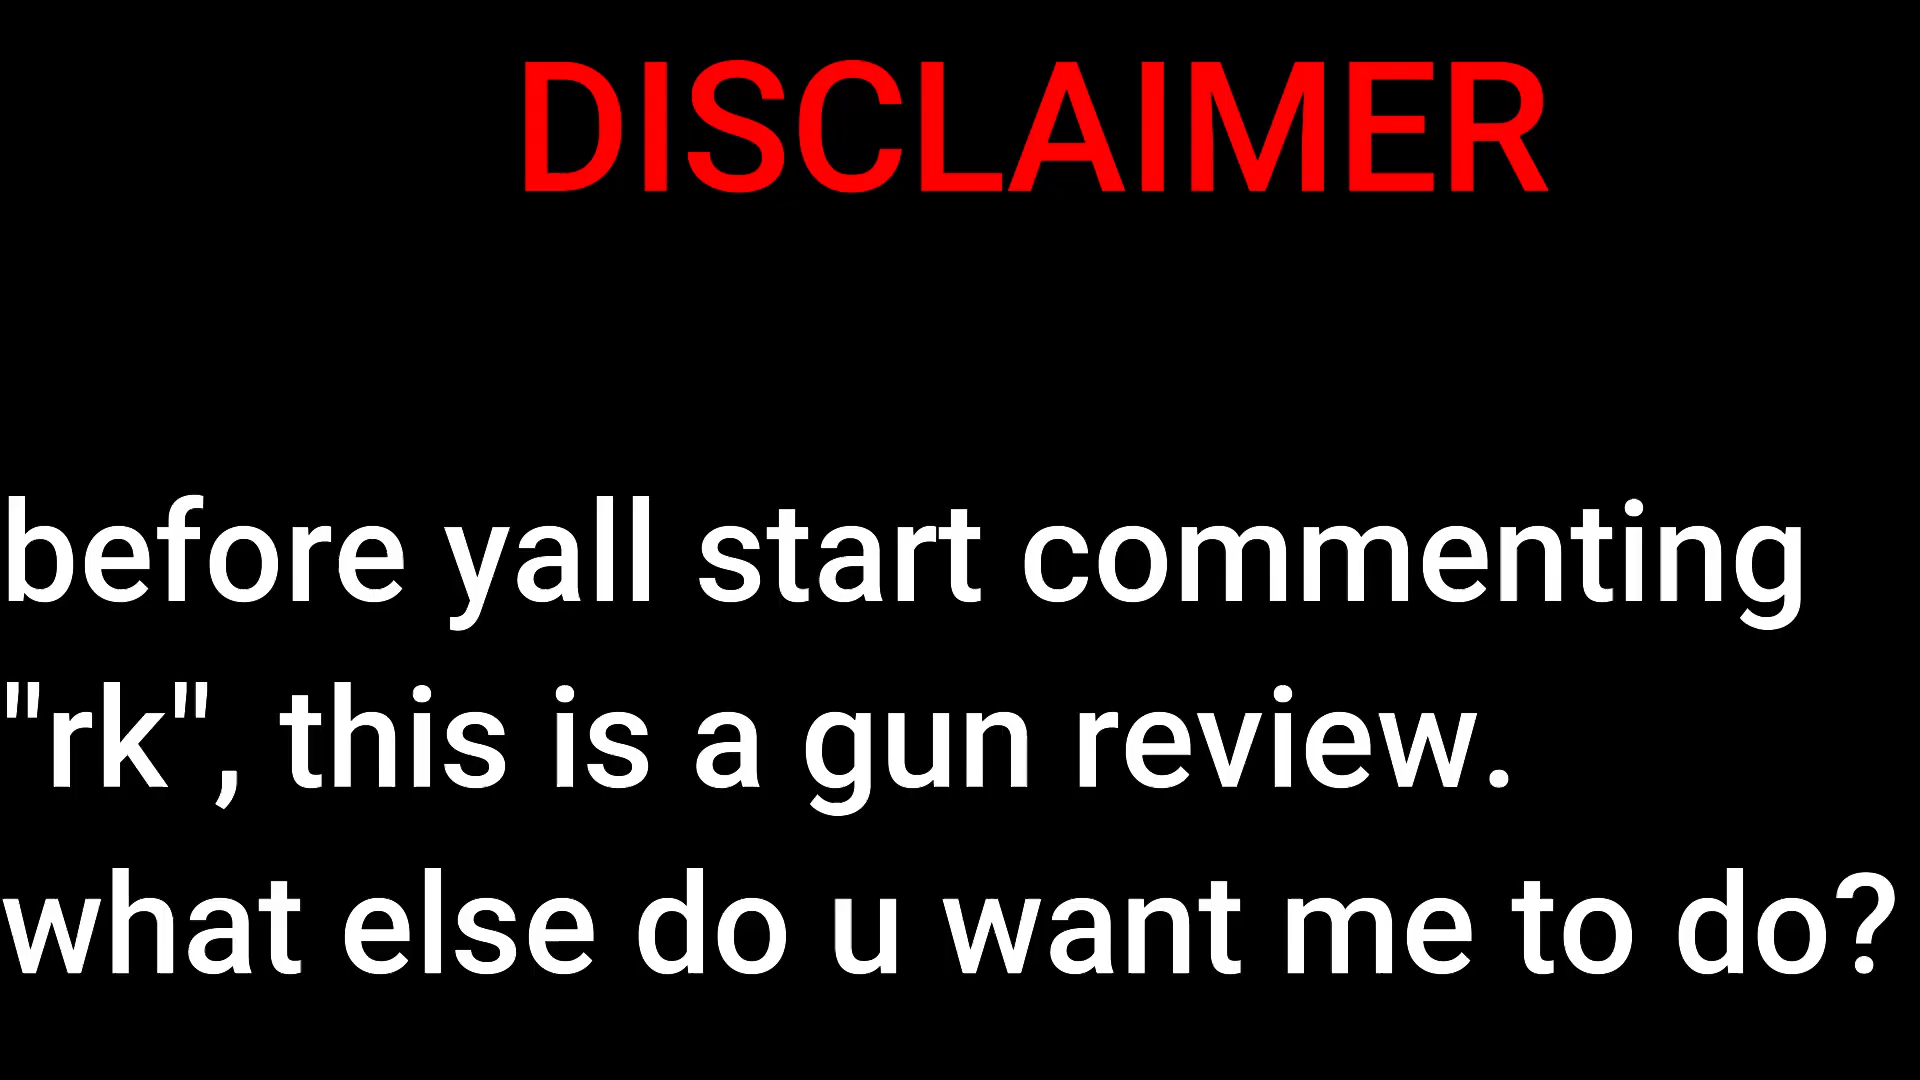 DISCLAIMER
before yall start commenting
"rk", this is a gun review.
what else do u want me to do?